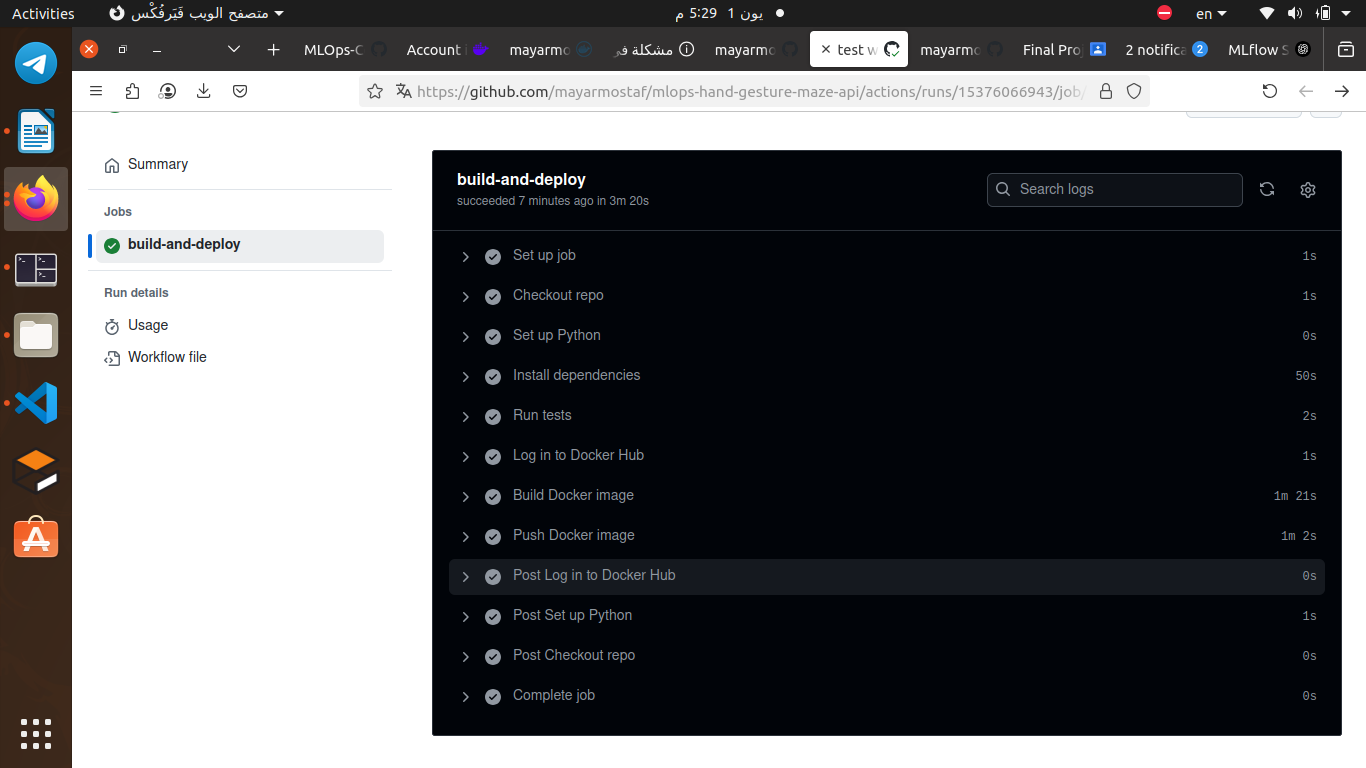 Activities
متصفح الويب فَيَرفُكْس
يون 1 5:29 م
en
MLOps-C
Account i
mayarmo
مشكلة في
mayarmo
test w
mayarmo
Final Pro
2 notifica
2
MLflow S
https://github.com/mayarmostaf/mlops-hand-gesture-maze-api/actions/runs/15376066943/job/
Summary
Jobs
build-and-deploy
Run details
Usage
Workflow file
build-and-deploy
succeeded 7 minutes ago in 3m 20s
Search logs
Set up job 1s
Checkout repo 1s
Set up Python 0s
Install dependencies 50s
Run tests 2s
Log in to Docker Hub 1s
Build Docker image 1m 21s
Push Docker image 1m 2s
Post Log in to Docker Hub 0s
Post Set up Python 1s
Post Checkout repo 0s
Complete job 0s